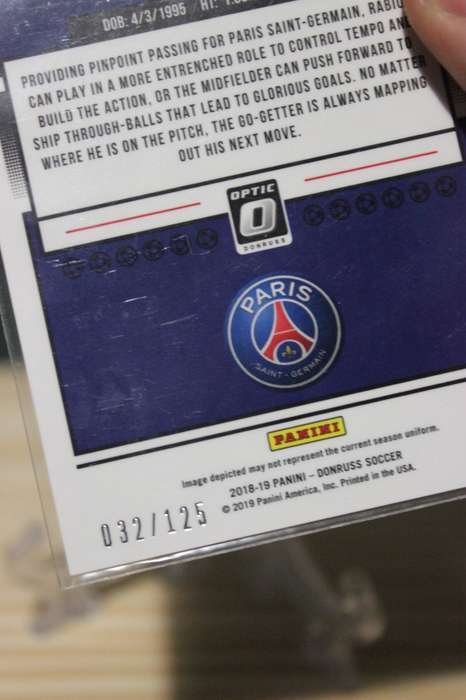 DOB: 4/3/1995 HT:
PROVIDING PINPOINT PASSING FOR PARIS SAINT-GERMAIN,
CAN PLAY IN A MORE ENTRENCHED ROLE TO CONTROL TEMPO AND
BUILD THE ACTION, OR THE MIDFIELDER CAN PUSH FORWARD TO
SHIP THROUGH-BALLS THAT LEAD TO GLORIOUS GOALS. NO MATTER
WHERE HE IS ON THE PITCH, THE GO-GETTER IS ALWAYS MAPPING
OUT HIS NEXT MOVE.
OPTIC
DONRUSS
PARIS
SAINT-GERMAIN
PANINI
Image depicted may not represent the current season uniform.
2018-19 PANINI – DONRUSS SOCCER
© 2019 Panini America, Inc. Printed in the USA.
032/125